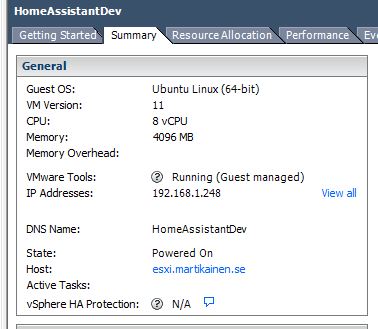 HomeAssistantDev
Getting Started Summary Resource Allocation Performance
General
Guest OS: Ubuntu Linux (64-bit)
VM Version: 11
CPU: 8 vCPU
Memory: 4096 MB
Memory Overhead:
VMware Tools: Running (Guest managed)
IP Addresses: 192.168.1.248 View all
DNS Name: HomeAssistantDev
State: Powered On
Host: esxi.martikainen.se
Active Tasks:
vSphere HA Protection: N/A